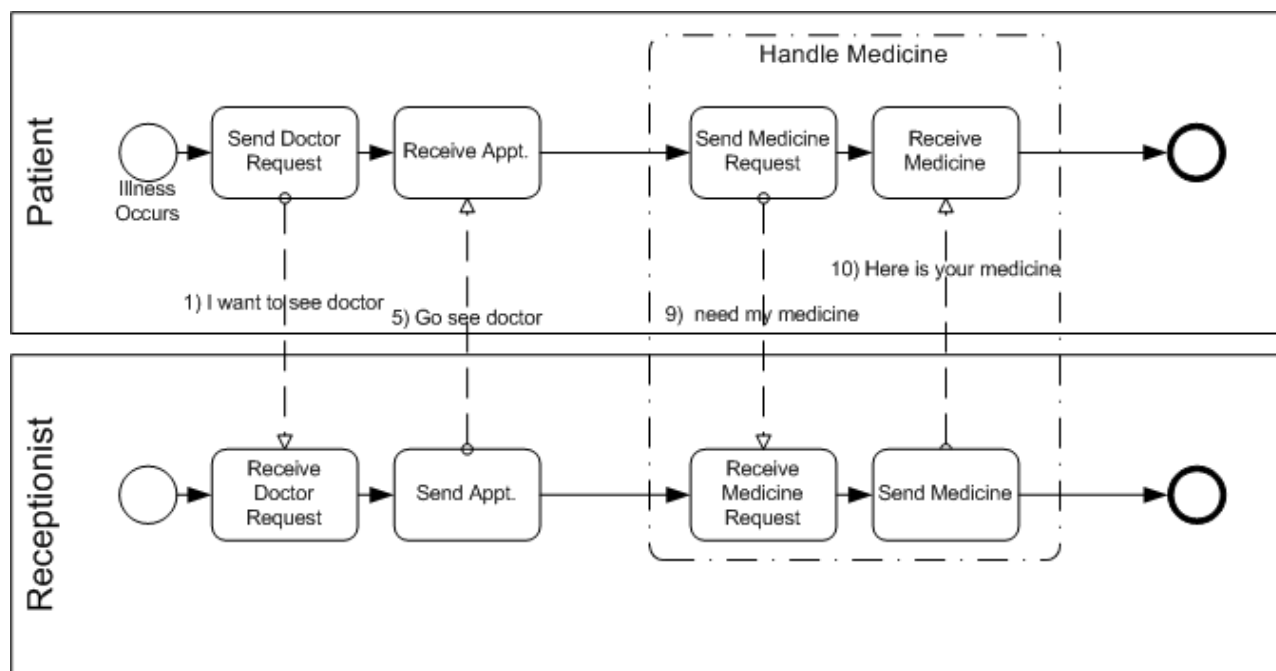 Handle Medicine
Patient
Send Doctor
Request
Receive Appt.
Send Medicine
Request
Receive
Medicine
Illness
Occurs
1) I want to see doctor
5) Go see doctor
9)  need my medicine
10) Here is your medicine
Receptionist
Receive
Doctor
Request
Send Appt.
Receive
Medicine
Request
Send Medicine